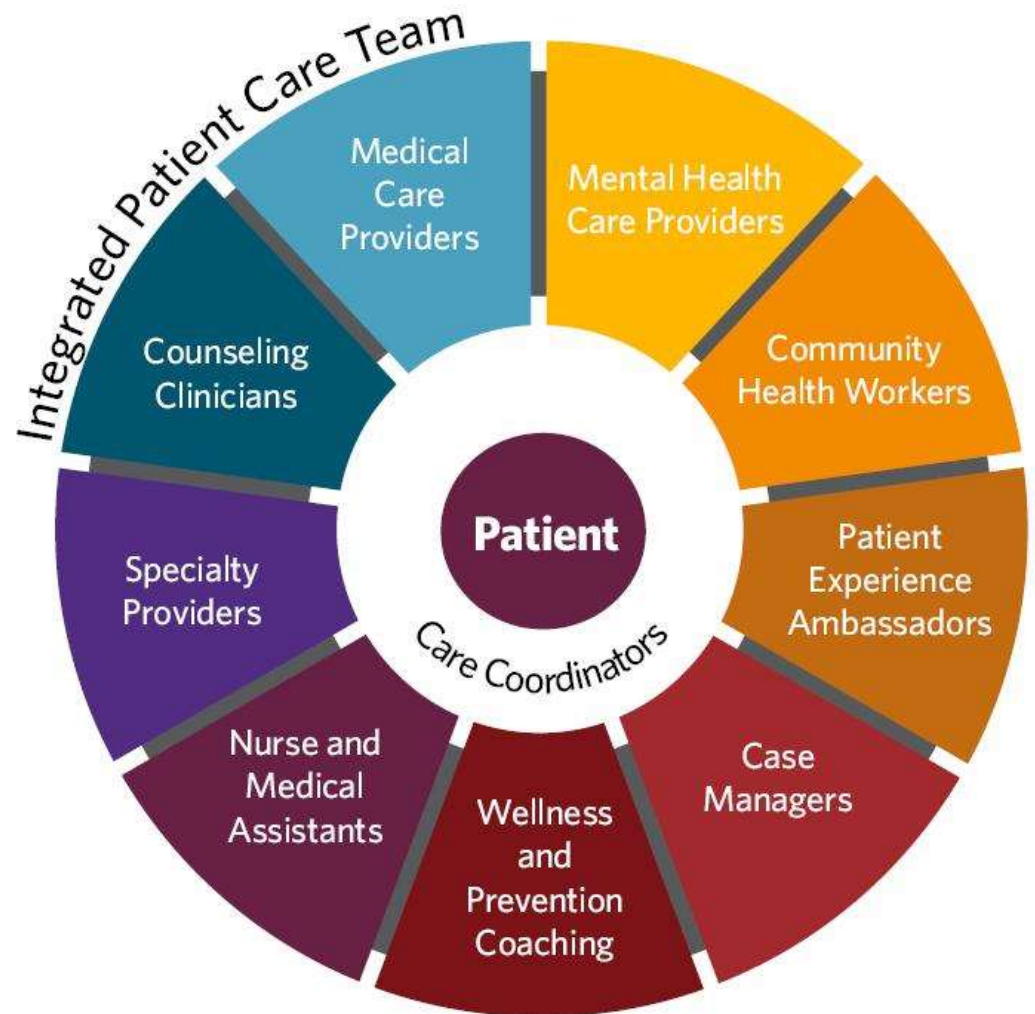 Integrated Patient Care Team
Medical
Care
Providers
Mental Health
Care Providers
Community
Health Workers
Patient
Experience
Ambassadors
Case
Managers
Wellness
and
Prevention
Coaching
Nurse and
Medical
Assistants
Specialty
Providers
Counseling
Clinicians
Patient
Care Coordinators